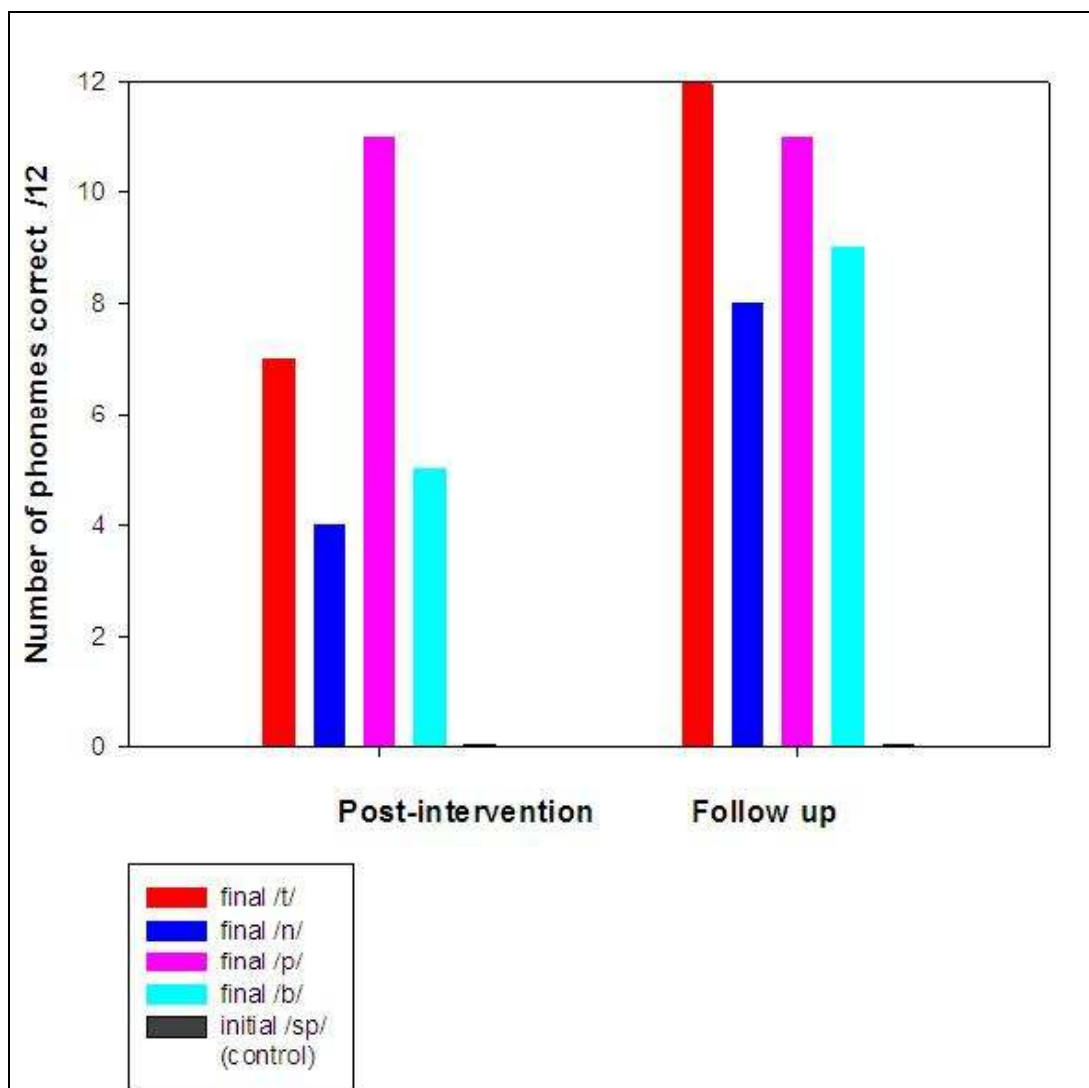 Number of phonemes correct /12
12
10
8
6
4
2
0
Post-intervention
Follow up
final /t/
final /n/
final /p/
final /b/
initial /sp/
(control)